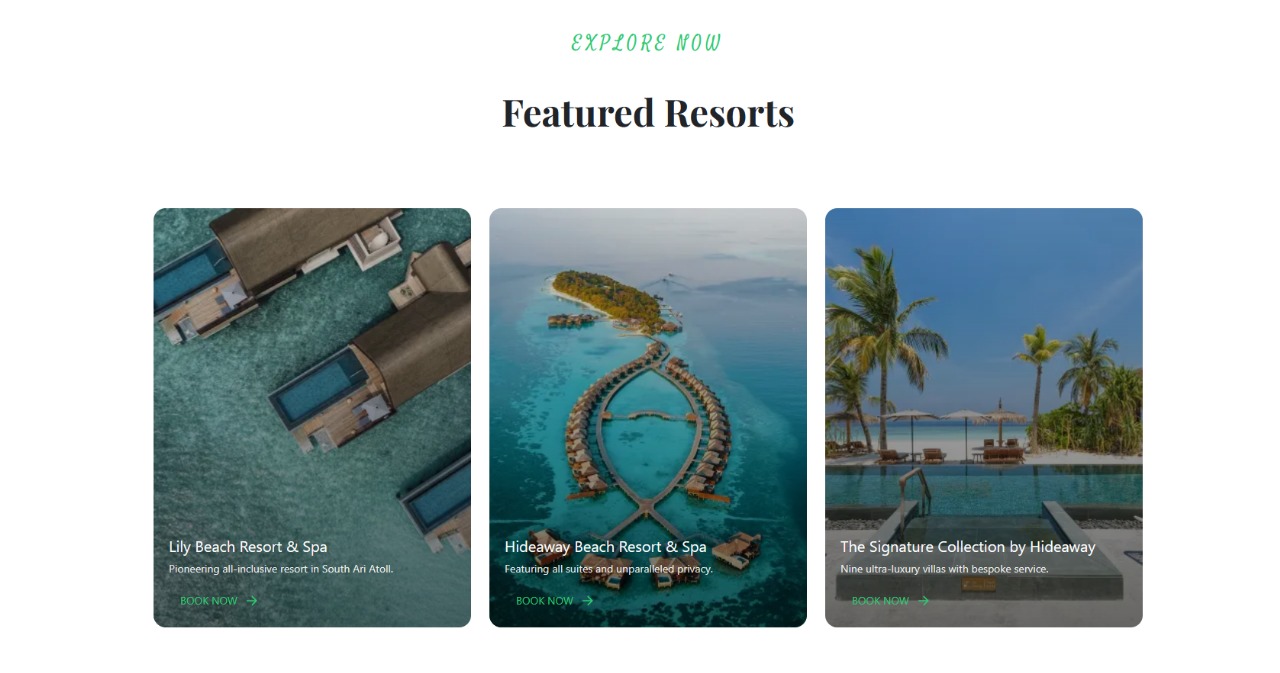 EXPLORE NOW
Featured Resorts
Lily Beach Resort & Spa
Pioneering all-inclusive resort in South Ari Atoll.
BOOK NOW →
Hideaway Beach Resort & Spa
Featuring all suites and unparalleled privacy.
BOOK NOW →
The Signature Collection by Hideaway
Nine ultra-luxury villas with bespoke service.
BOOK NOW →